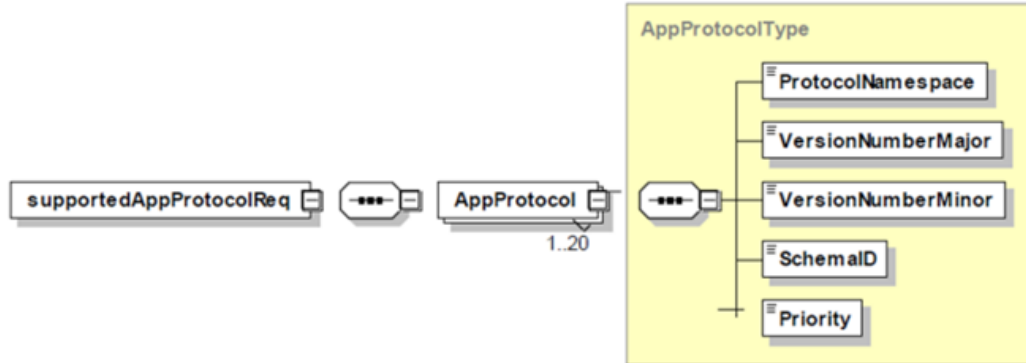 AppProtocolType
ProtocolNamespace
VersionNumberMajor
supportedAppProtocolReq
AppProtocol
VersionNumberMinor
1..20
SchemaID
Priority